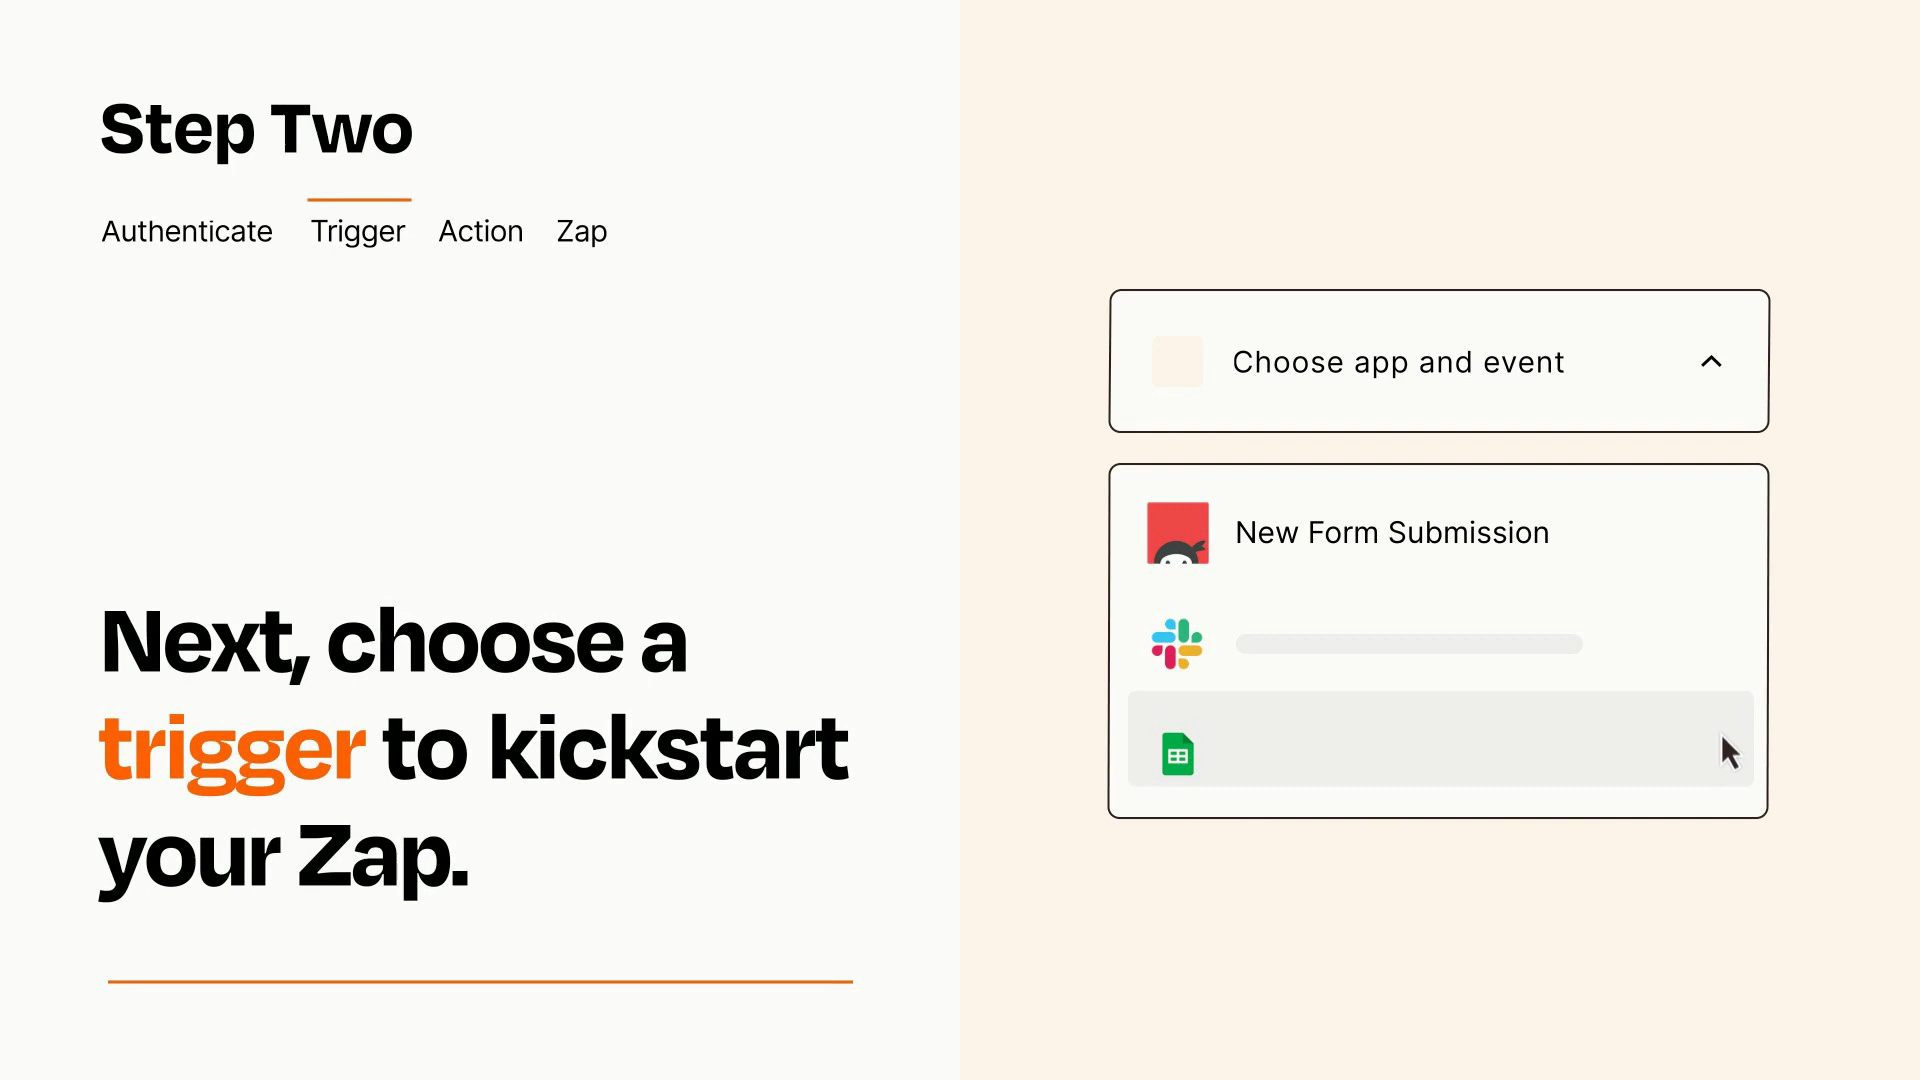 Step Two
Authenticate Trigger Action Zap
Next, choose a
trigger to kickstart
your Zap.
Choose app and event
New Form Submission